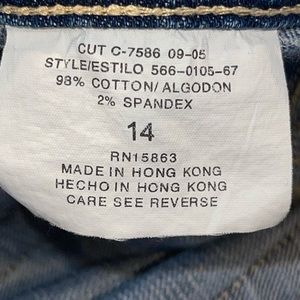 CUT C-7586 09-05
STYLE/ESTILO 566-0105-67
98% COTTON/ALGODON
2% SPANDEX
14
RN15863
MADE IN HONG KONG
HECHO IN HONG KONG
CARE SEE REVERSE